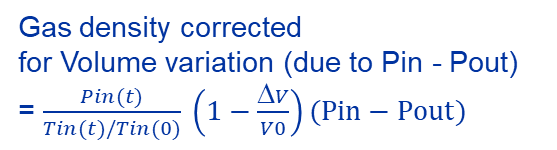 Gas density corrected
for Volume variation (due to Pin - Pout)
= Pin(t) / Tin(t)/Tin(0) (1 − ΔV/V0) (Pin − Pout)